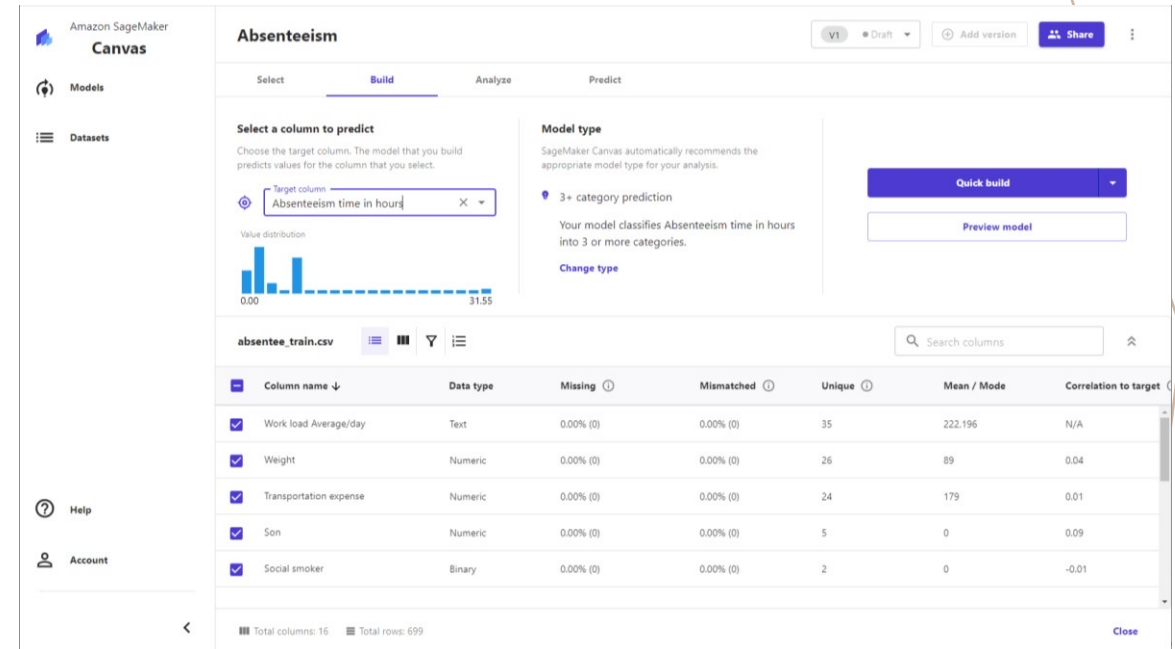 Amazon SageMaker
Canvas
Models
Datasets
Help
Account
Absenteeism
V1 Draft
Add version
Share
Select Build Analyze Predict
Select a column to predict
Choose the target column. The model that you build
predicts values for the column that you select.
Target column
Absenteeism time in hours
Value distribution
0.00 31.55
Model type
SageMaker Canvas automatically recommends the
appropriate model type for your analysis.
3+ category prediction
Your model classifies Absenteeism time in hours
into 3 or more categories.
Change type
Quick build
Preview model
absentee_train.csv
Search columns
Column name Data type Missing Mismatched Unique Mean / Mode Correlation to target
Work load Average/day Text 0.00% (0) 0.00% (0) 35 222.196 N/A
Weight Numeric 0.00% (0) 0.00% (0) 26 89 0.04
Transportation expense Numeric 0.00% (0) 0.00% (0) 24 179 0.01
Son Numeric 0.00% (0) 0.00% (0) 5 0 0.09
Social smoker Binary 0.00% (0) 0.00% (0) 2 0 -0.01
Total columns: 16 Total rows: 699
Close